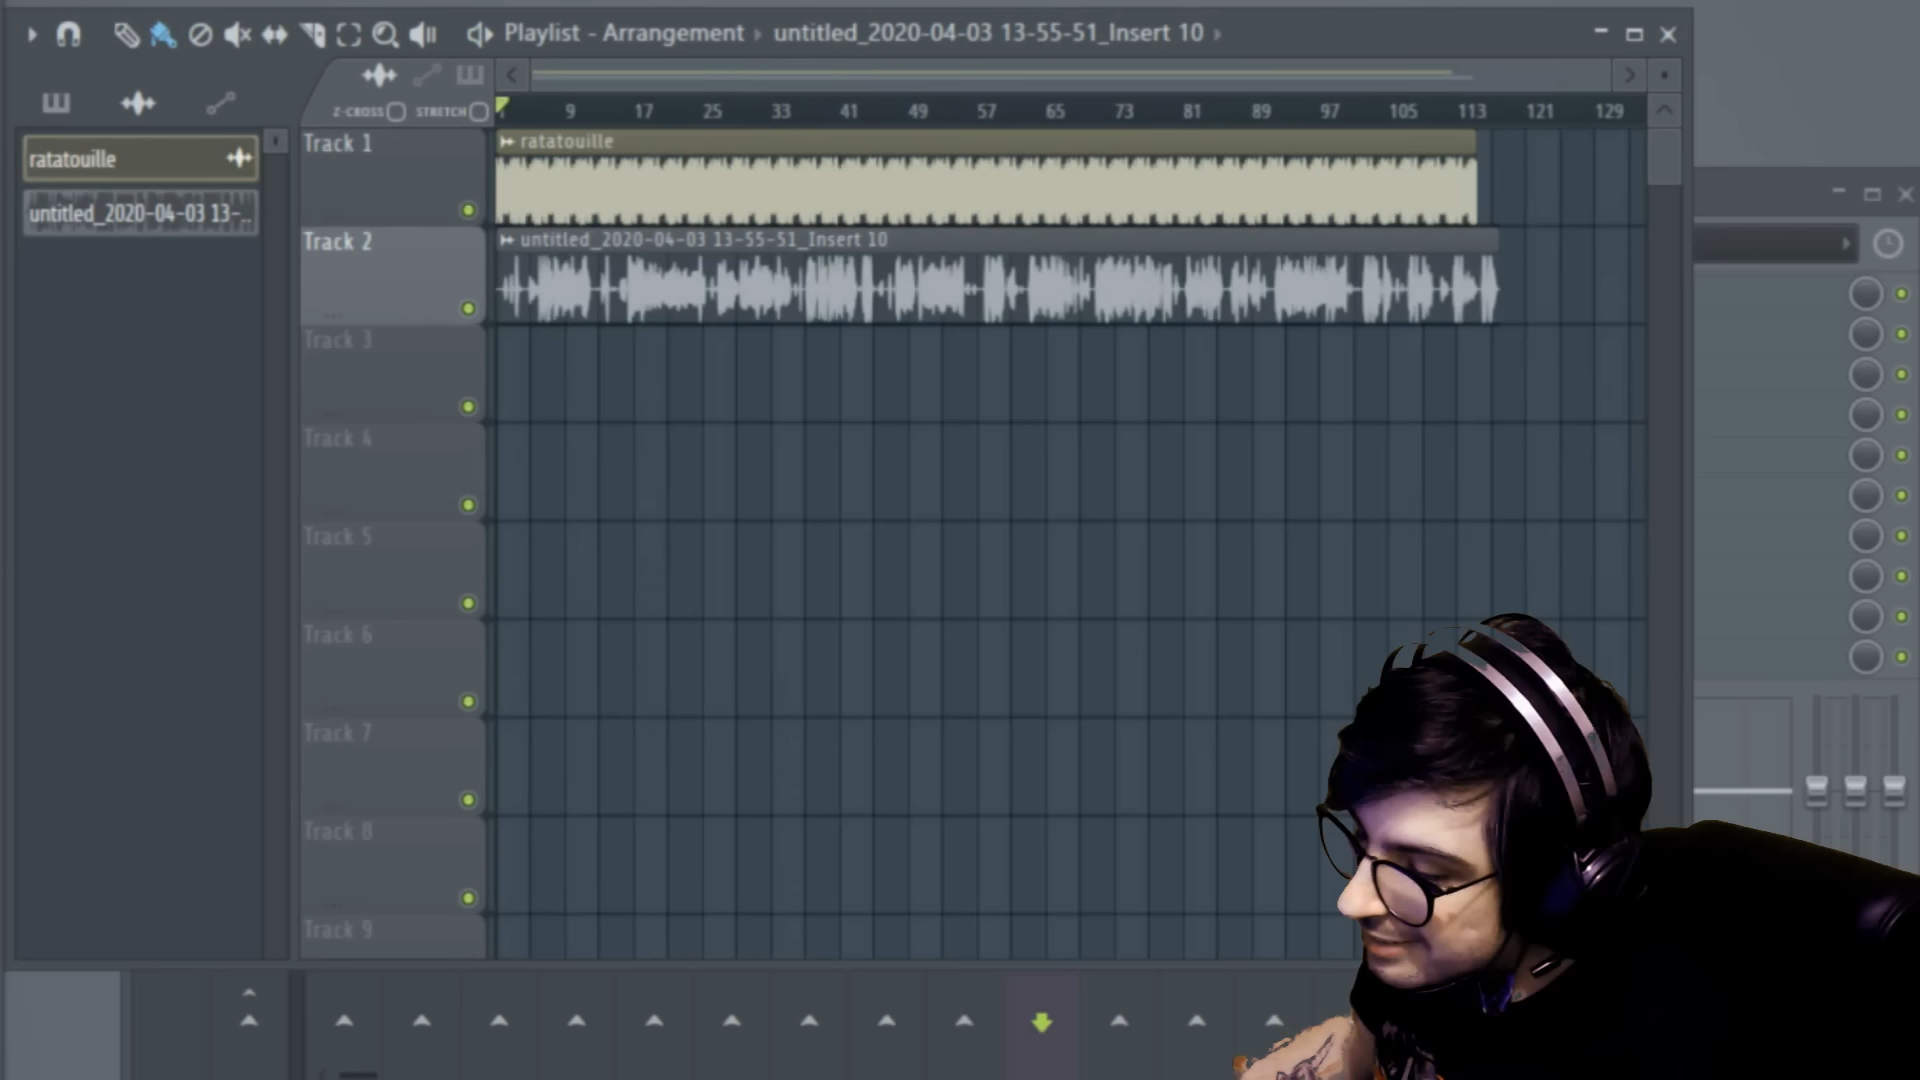 Playlist - Arrangement › untitled_2020-04-03 13-55-51_Insert 10 ›
Z-CROSS STRETCH
9 17 25 33 41 49 57 65 73 81 89 97 105 113 121 129
ratatouille
untitled_2020-04-03 13-...
Track 1
ratatouille
Track 2
untitled_2020-04-03 13-55-51_Insert 10
Track 3
Track 4
Track 5
Track 6
Track 7
Track 8
Track 9